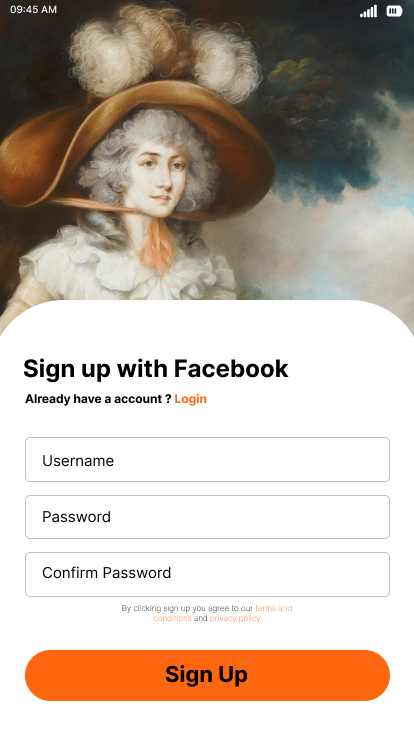 09:45 AM
Sign up with Facebook
Already have a account ? Login
Username
Password
Confirm Password
By clicking sign up you agree to our terms and
conditions and privacy policy
Sign Up